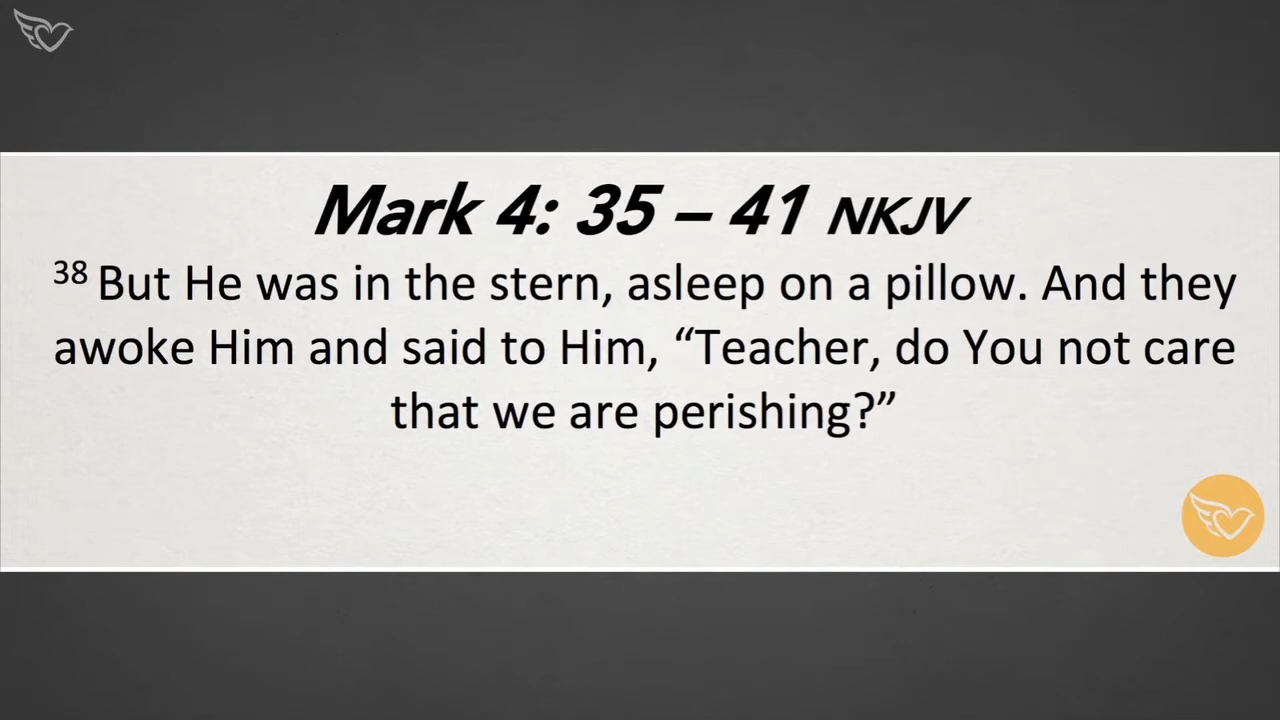 Mark 4: 35 – 41 NKJV
38 But He was in the stern, asleep on a pillow. And they
awoke Him and said to Him, “Teacher, do You not care
that we are perishing?”